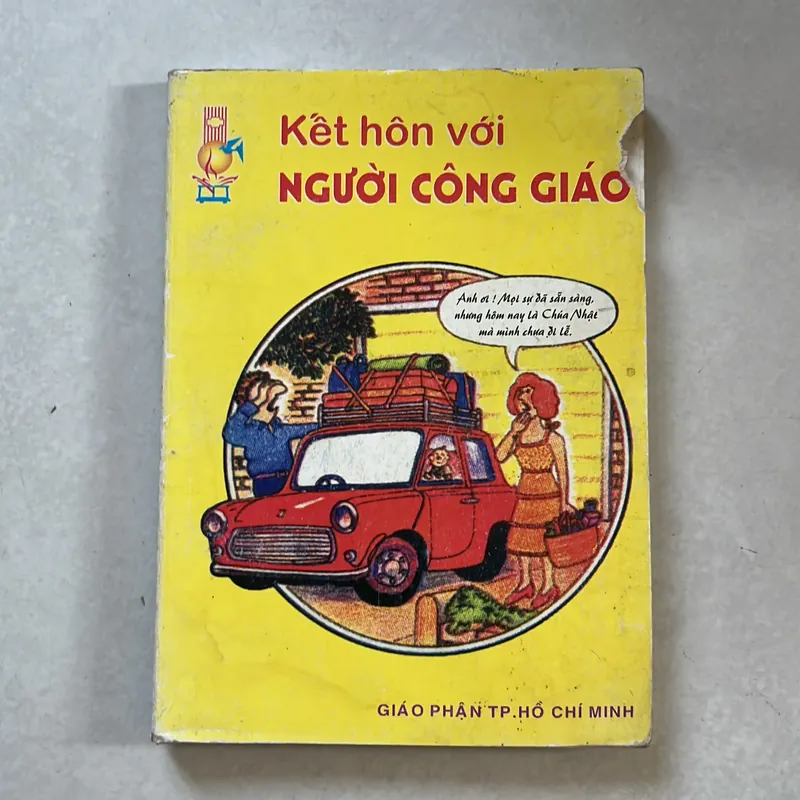 Kết hôn với
NGƯỜI CÔNG GIÁO
Anh ơi ! Mọi sự đã sẵn sàng,
nhưng hôm nay là Chúa Nhật
mà mình chưa đi lễ.
GIÁO PHẬN TP.HỒ CHÍ MINH